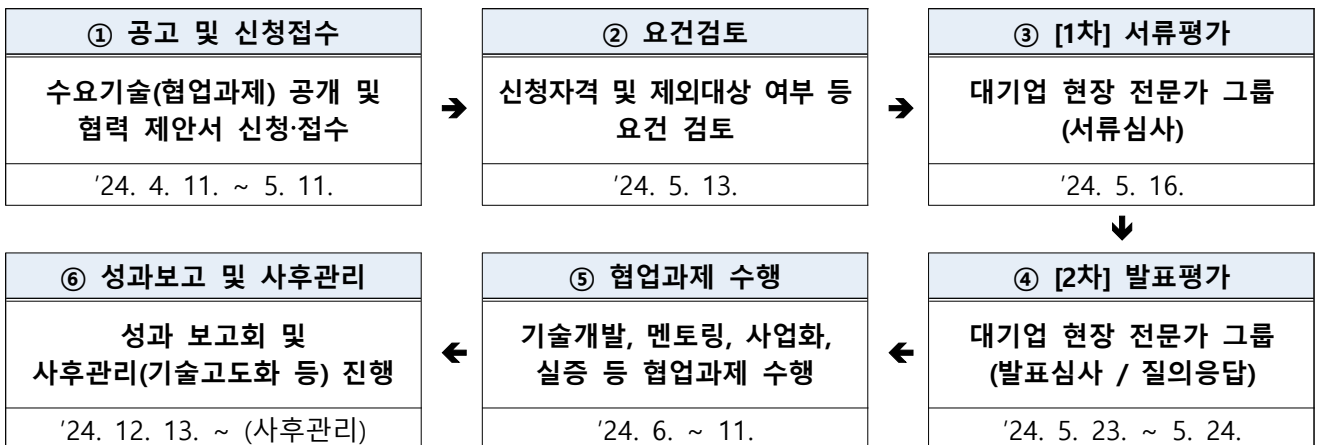 ① 공고 및 신청접수
수요기술(협업과제) 공개 및
협력 제안서 신청·접수
'24. 4. 11. ~ 5. 11.
➔
② 요건검토
신청자격 및 제외대상 여부 등
요건 검토
'24. 5. 13.
➔
③ [1차] 서류평가
대기업 현장 전문가 그룹
(서류심사)
'24. 5. 16.
🡻
④ [2차] 발표평가
대기업 현장 전문가 그룹
(발표심사 / 질의응답)
'24. 5. 23. ~ 5. 24.
🡸
⑤ 협업과제 수행
기술개발, 멘토링, 사업화,
실증 등 협업과제 수행
'24. 6. ~ 11.
🡸
⑥ 성과보고 및 사후관리
성과 보고회 및
사후관리(기술고도화 등) 진행
'24. 12. 13. ~ (사후관리)